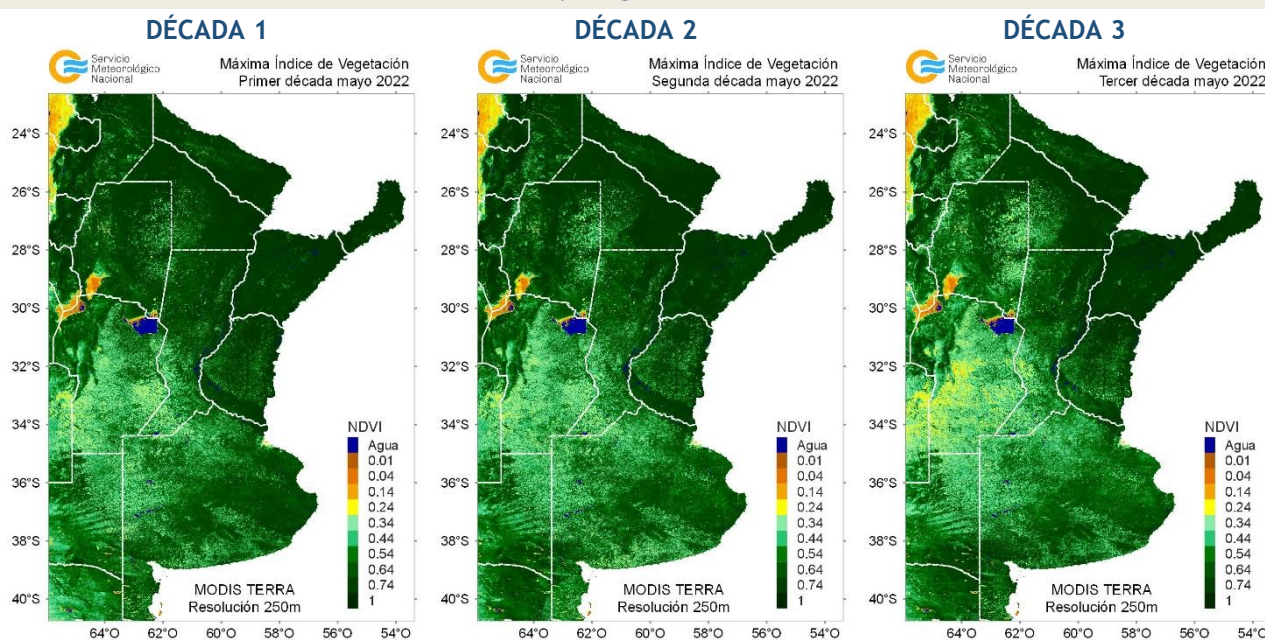 DÉCADA 1
Servicio
Meteorológico
Nacional
Máxima Índice de Vegetación
Primer década mayo 2022
24°S
26°S
28°S
30°S
32°S
34°S
36°S
38°S
40°S
64°O
62°O
60°O
58°O
56°O
54°O
NDVI
Agua
0.01
0.04
0.14
0.24
0.34
0.44
0.54
0.64
0.74
1
MODIS TERRA
Resolución 250m
DÉCADA 2
Servicio
Meteorológico
Nacional
Máxima Índice de Vegetación
Segunda década mayo 2022
24°S
26°S
28°S
30°S
32°S
34°S
36°S
38°S
40°S
64°O
62°O
60°O
58°O
56°O
54°O
NDVI
Agua
0.01
0.04
0.14
0.24
0.34
0.44
0.54
0.64
0.74
1
MODIS TERRA
Resolución 250m
DÉCADA 3
Servicio
Meteorológico
Nacional
Máxima Índice de Vegetación
Tercer década mayo 2022
24°S
26°S
28°S
30°S
32°S
34°S
36°S
38°S
40°S
64°O
62°O
60°O
58°O
56°O
54°O
NDVI
Agua
0.01
0.04
0.14
0.24
0.34
0.44
0.54
0.64
0.74
1
MODIS TERRA
Resolución 250m